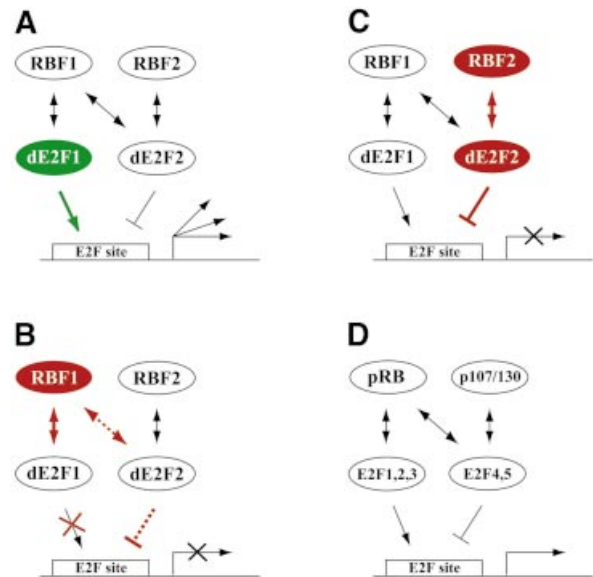 A
RBF1 RBF2
dE2F1 dE2F2
E2F site
B
RBF1 RBF2
dE2F1 dE2F2
E2F site
C
RBF1 RBF2
dE2F1 dE2F2
E2F site
D
pRB p107/130
E2F1,2,3 E2F4,5
E2F site